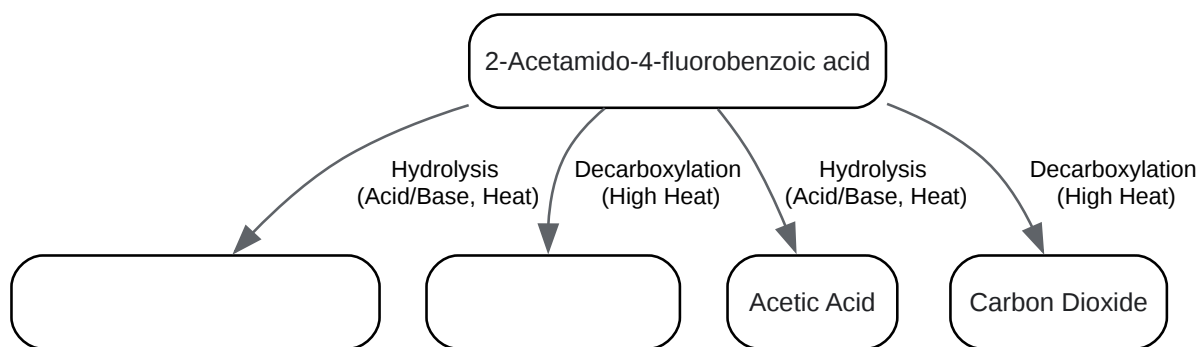 2-Acetamido-4-fluorobenzoic acid
Hydrolysis
(Acid/Base, Heat)
Decarboxylation
(High Heat)
Hydrolysis
(Acid/Base, Heat)
Decarboxylation
(High Heat)
Acetic Acid
Carbon Dioxide